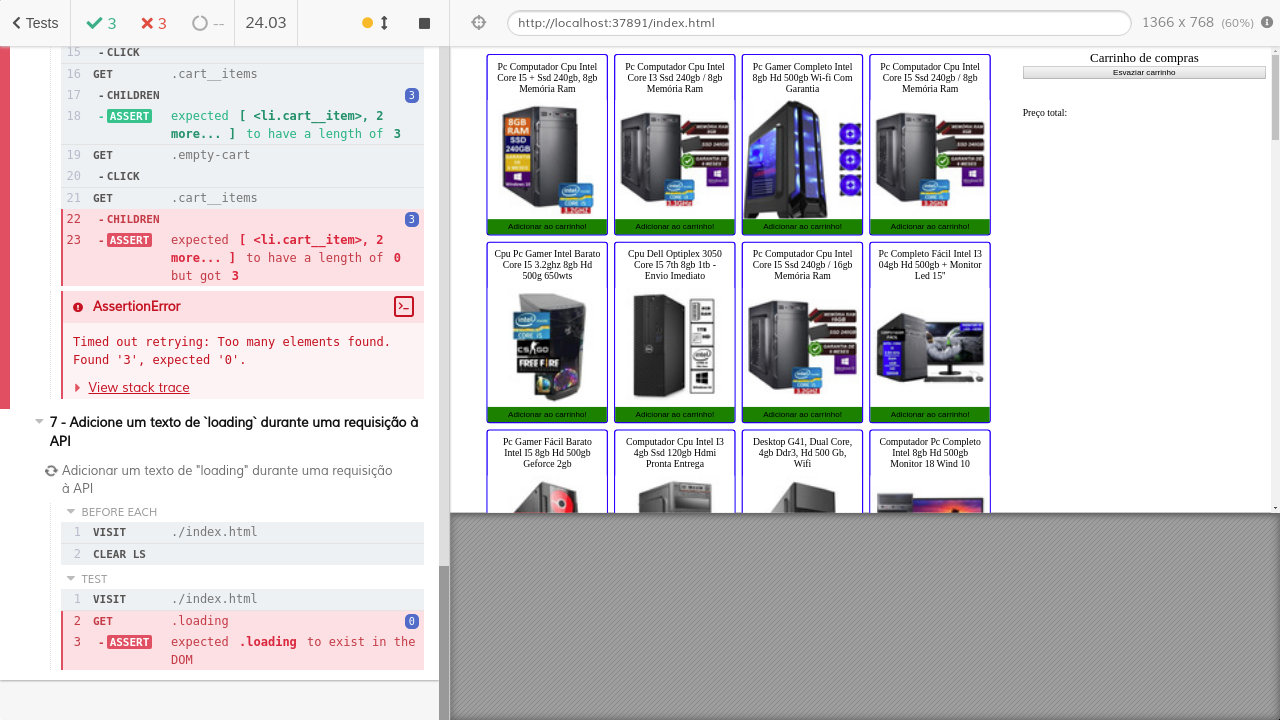 Tests
3
3
--
24.03
http://localhost:37891/index.html
1366 x 768 (60%)
15 -CLICK
16 GET .cart__items
17 -CHILDREN 3
18 -ASSERT expected [ <li.cart__item>, 2
more... ] to have a length of 3
19 GET .empty-cart
20 -CLICK
21 GET .cart__items
22 -CHILDREN 3
23 -ASSERT expected [ <li.cart__item>, 2
more... ] to have a length of 0
but got 3
AssertionError
Timed out retrying: Too many elements found.
Found '3', expected '0'.
View stack trace
7 - Adicione um texto de `loading` durante uma requisição à
API
Adicionar um texto de "loading" durante uma requisição
à API
BEFORE EACH
1 VISIT ./index.html
2 CLEAR LS
TEST
1 VISIT ./index.html
2 GET .loading 0
3 -ASSERT expected .loading to exist in the
DOM
Pc Computador Cpu Intel
Core I5 + Ssd 240gb, 8gb
Memória Ram
8GB
RAM
SSD
240GB
Adicionar ao carrinho!
Pc Computador Cpu Intel
Core I3 Ssd 240gb / 8gb
Memória Ram
Adicionar ao carrinho!
Pc Gamer Completo Intel
8gb Hd 500gb Wi-fi Com
Garantia
Adicionar ao carrinho!
Pc Computador Cpu Intel
Core I5 Ssd 240gb / 8gb
Memória Ram
Adicionar ao carrinho!
Cpu Pc Gamer Intel Barato
Core I5 3.2ghz 8gb Hd
500g 650wts
CS:GO
FREE FIRE
Adicionar ao carrinho!
Cpu Dell Optiplex 3050
Core I5 7th 8gb 1tb -
Envio Imediato
Adicionar ao carrinho!
Pc Computador Cpu Intel
Core I5 Ssd 240gb / 16gb
Memória Ram
Adicionar ao carrinho!
Pc Completo Fácil Intel I3
04gb Hd 500gb + Monitor
Led 15"
Adicionar ao carrinho!
Pc Gamer Fácil Barato
Intel I5 8gb Hd 500gb
Geforce 2gb
Computador Cpu Intel I3
4gb Ssd 120gb Hdmi
Pronta Entrega
Desktop G41, Dual Core,
4gb Ddr3, Hd 500 Gb,
Wifi
Computador Pc Completo
Intel 8gb Hd 500gb
Monitor 18 Wind 10
Carrinho de compras
Esvaziar carrinho
Preço total: